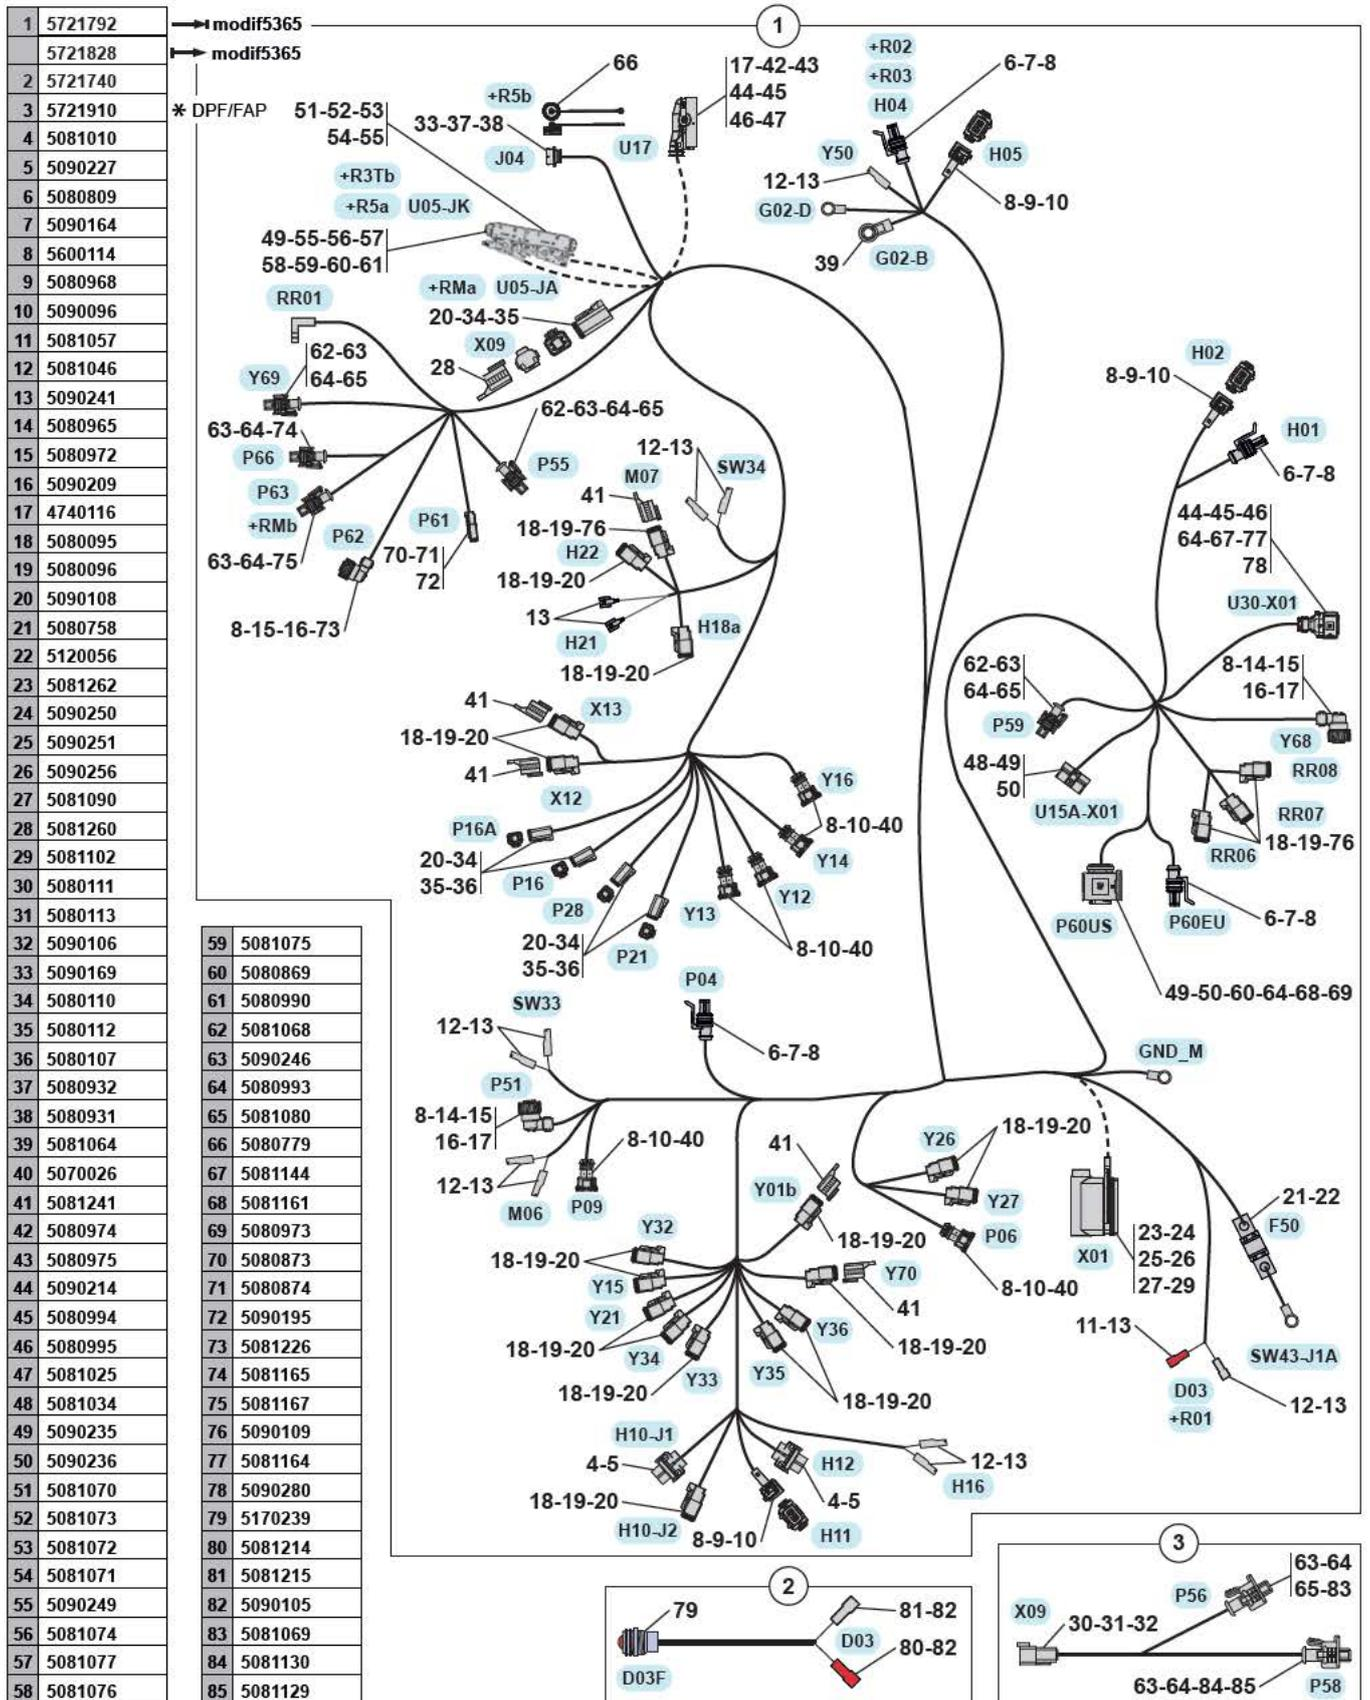 1 5721792 modif5365
5721828 modif5365
2 5721740
3 5721910 * DPF/FAP
4 5081010
5 5090227
6 5080809
7 5090164
8 5600114
9 5080968
10 5090096
11 5081057
12 5081046
13 5090241
14 5080965
15 5080972
16 5090209
17 4740116
18 5080095
19 5080096
20 5090108
21 5080758
22 5120056
23 5081262
24 5090250
25 5090251
26 5090256
27 5081090
28 5081260
29 5081102
30 5080111
31 5080113
32 5090106
33 5090169
34 5080110
35 5080112
36 5080107
37 5080932
38 5080931
39 5081064
40 5070026
41 5081241
42 5080974
43 5080975
44 5090214
45 5080994
46 5080995
47 5081025
48 5081034
49 5090235
50 5090236
51 5081070
52 5081073
53 5081072
54 5081071
55 5090249
56 5081074
57 5081077
58 5081076
59 5081075
60 5080869
61 5080990
62 5081068
63 5090246
64 5080993
65 5081080
66 5080779
67 5081144
68 5081161
69 5080973
70 5080873
71 5080874
72 5090195
73 5081226
74 5081165
75 5081167
76 5090109
77 5081164
78 5090280
79 5170239
80 5081214
81 5081215
82 5090105
83 5081069
84 5081130
85 5081129
1
66
+R5b
33-37-38
J04
51-52-53
54-55
+R3Tb
+R5a U05-JK
49-55-56-57
58-59-60-61
+RMa U05-JA
20-34-35
X09
28
U17
17-42-43
44-45
46-47
+R02
+R03
H04
6-7-8
Y50
12-13
H05
8-9-10
G02-D
39
G02-B
RR01
62-63
64-65
Y69
63-64-74
P66
P63
+RMb
63-64-75
P62
8-15-16-73
P61
70-71
72
62-63-64-65
P55
12-13
SW34
M07
41
18-19-76
H22
18-19-20
13
H21
H18a
18-19-20
H02
8-9-10
H01
6-7-8
44-45-46
64-67-77
78
U30-X01
8-14-15
16-17
Y68
62-63
64-65
P59
48-49
50
U15A-X01
RR08
RR07
RR06
18-19-76
P60US
P60EU
6-7-8
49-50-60-64-68-69
41
X13
18-19-20
41
X12
P16A
20-34
35-36
P16
P28
20-34
35-36
P21
Y13
Y12
8-10-40
Y16
8-10-40
Y14
SW33
12-13
P04
6-7-8
P51
8-14-15
16-17
12-13
M06
P09
8-10-40
GND_M
Y26
18-19-20
Y27
P06
8-10-40
41
Y01b
18-19-20
X01
23-24
25-26
27-29
21-22
F50
SW43-J1A
11-13
D03
+R01
12-13
Y32
18-19-20
Y15
Y21
18-19-20
Y34
18-19-20
Y33
Y70
41
18-19-20
Y36
Y35
18-19-20
H10-J1
4-5
18-19-20
H10-J2
8-9-10
H11
H12
4-5
12-13
H16
2
79
D03F
81-82
D03
80-82
3
X09
30-31-32
P56
63-64
65-83
63-64-84-85
P58